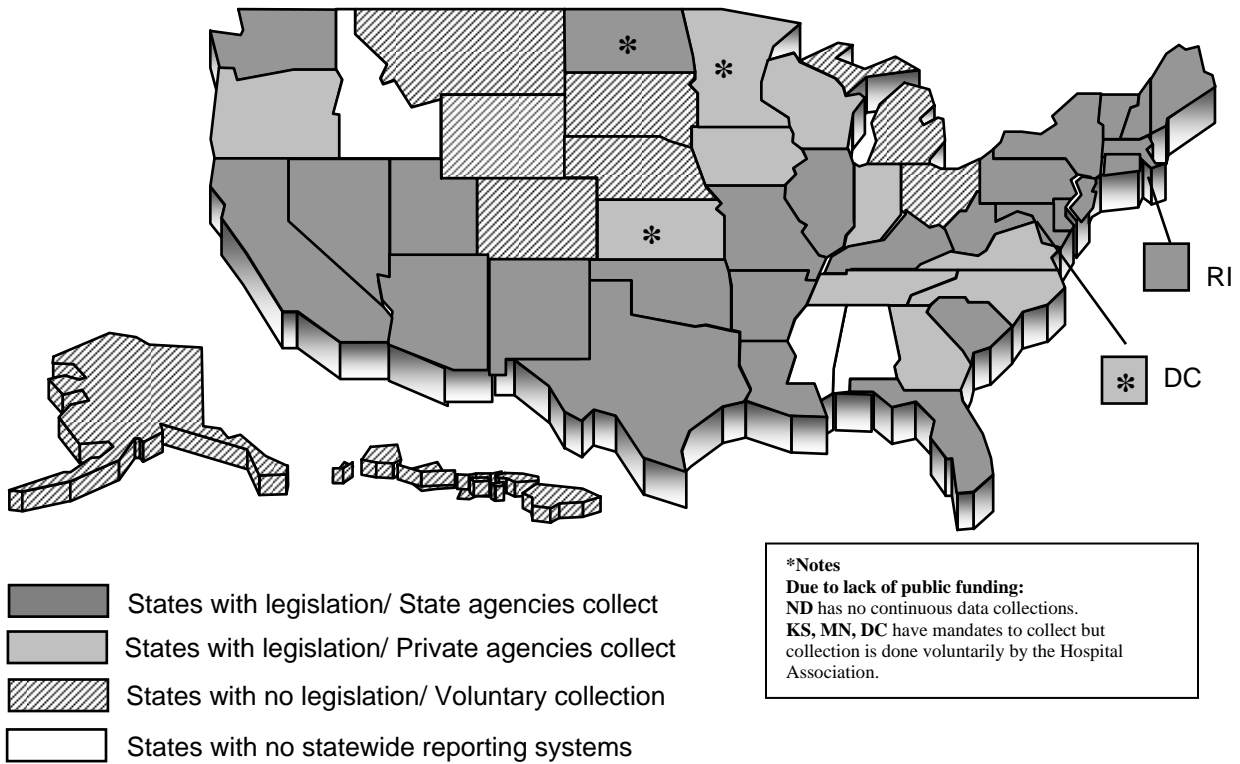 *
*
*
RI
*
DC
*Notes
Due to lack of public funding:
ND has no continuous data collections.
KS, MN, DC have mandates to collect but
collection is done voluntarily by the Hospital
Association.
States with legislation/ State agencies collect
States with legislation/ Private agencies collect
States with no legislation/ Voluntary collection
States with no statewide reporting systems